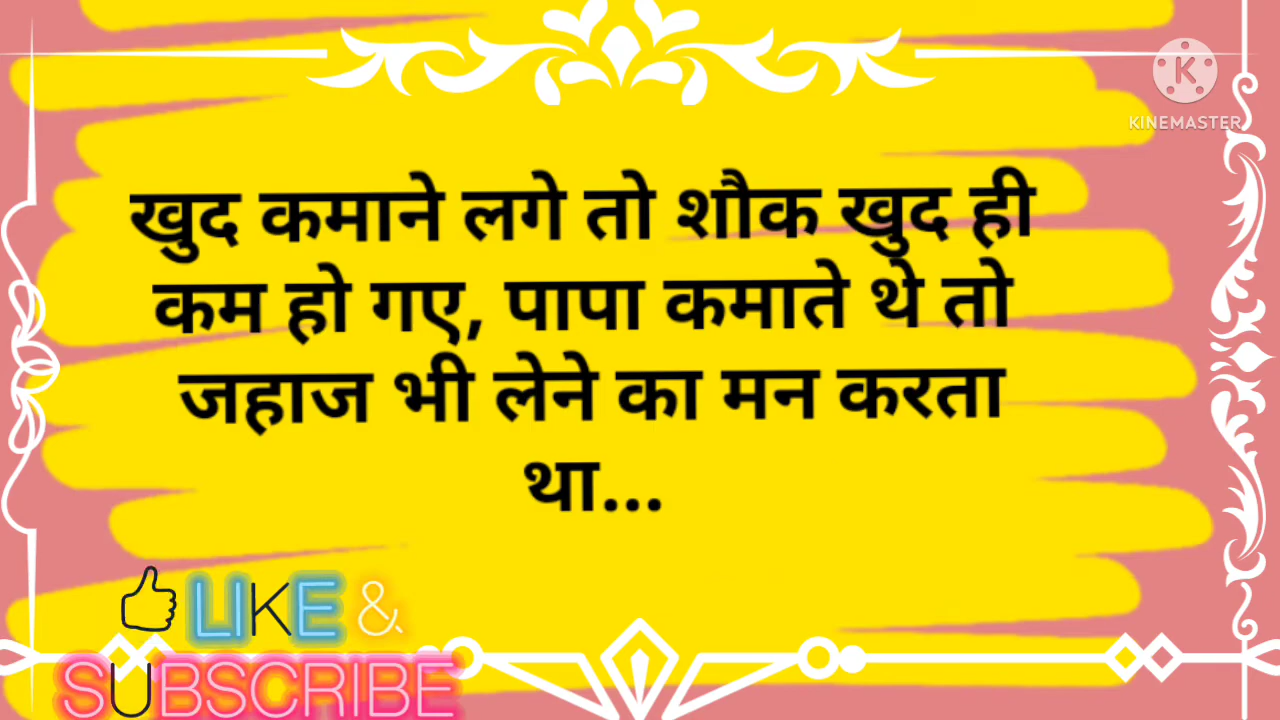 KINEMASTER
खुद कमाने लगे तो शौक खुद ही
कम हो गए, पापा कमाते थे तो
जहाज भी लेने का मन करता
था...
LIKE &
SUBSCRIBE